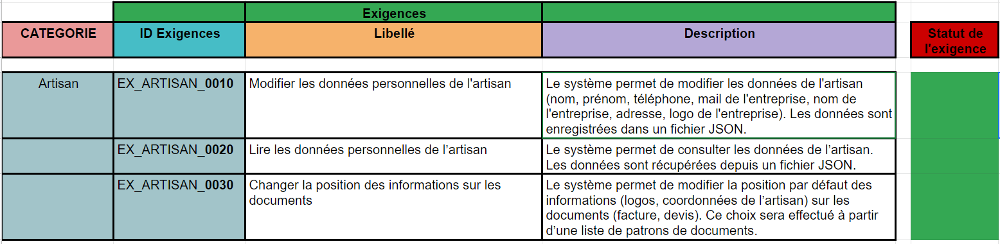 Exigences
CATEGORIE
ID Exigences
Libellé
Description
Statut de
l'exigence
Artisan
EX_ARTISAN_0010
Modifier les données personnelles de l'artisan
Le système permet de modifier les données de l'artisan
(nom, prénom, téléphone, mail de l'entreprise, nom de
l'entreprise, adresse, logo de l'entreprise). Les données sont
enregistrées dans un fichier JSON.
EX_ARTISAN_0020
Lire les données personnelles de l’artisan
Le système permet de consulter les données de l’artisan.
Les données sont récupérées depuis un fichier JSON.
EX_ARTISAN_0030
Changer la position des informations sur les
documents
Le système permet de modifier la position par défaut des
informations (logos, coordonnées de l’artisan) sur les
documents (facture, devis). Ce choix sera effectué à partir
d’une liste de patrons de documents.